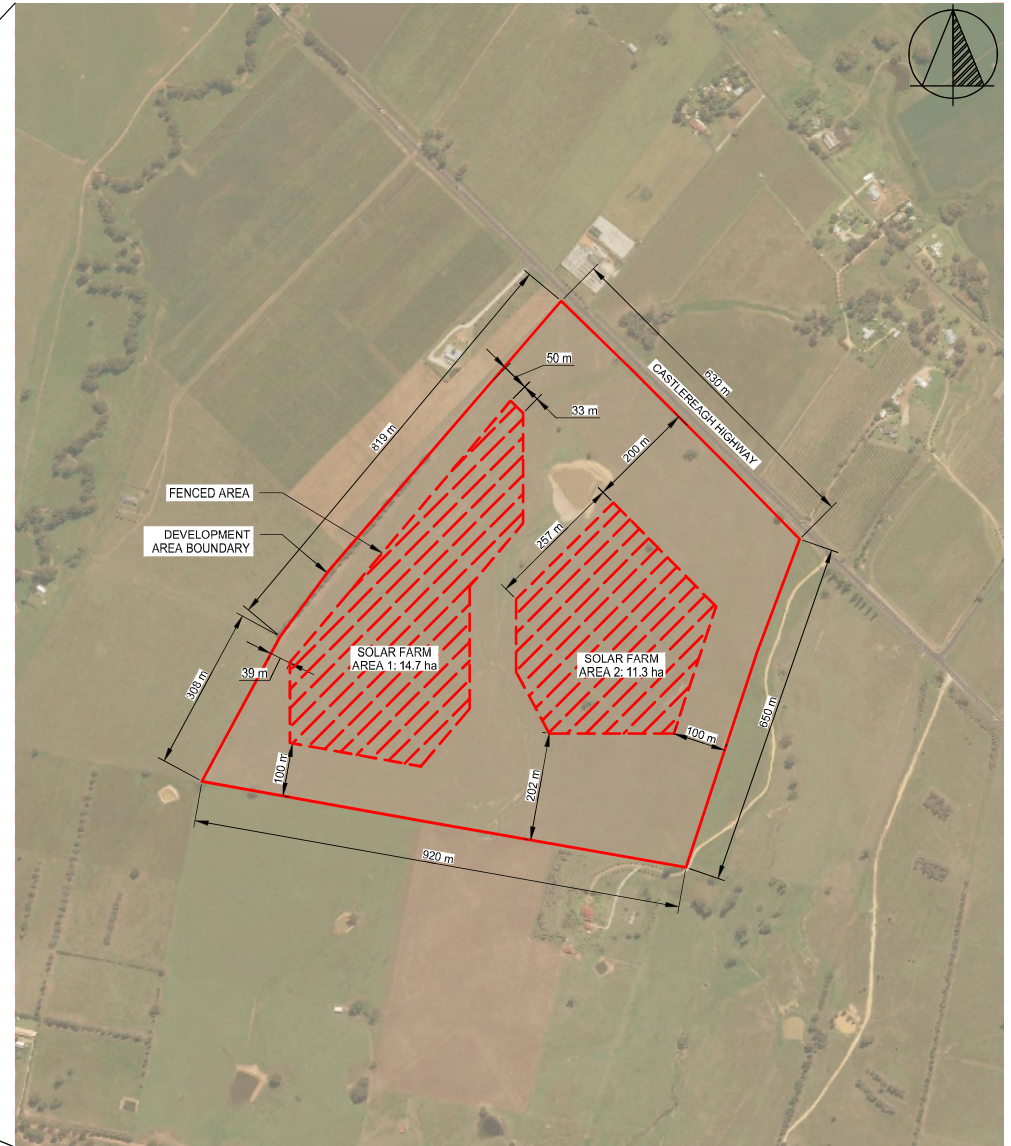 50 m
33 m
630 m
CASTLEREAGH HIGHWAY
819 m
200 m
FENCED AREA
257 m
DEVELOPMENT
AREA BOUNDARY
SOLAR FARM
AREA 1: 14.7 ha
SOLAR FARM
AREA 2: 11.3 ha
39 m
308 m
650 m
100 m
100 m
202 m
920 m